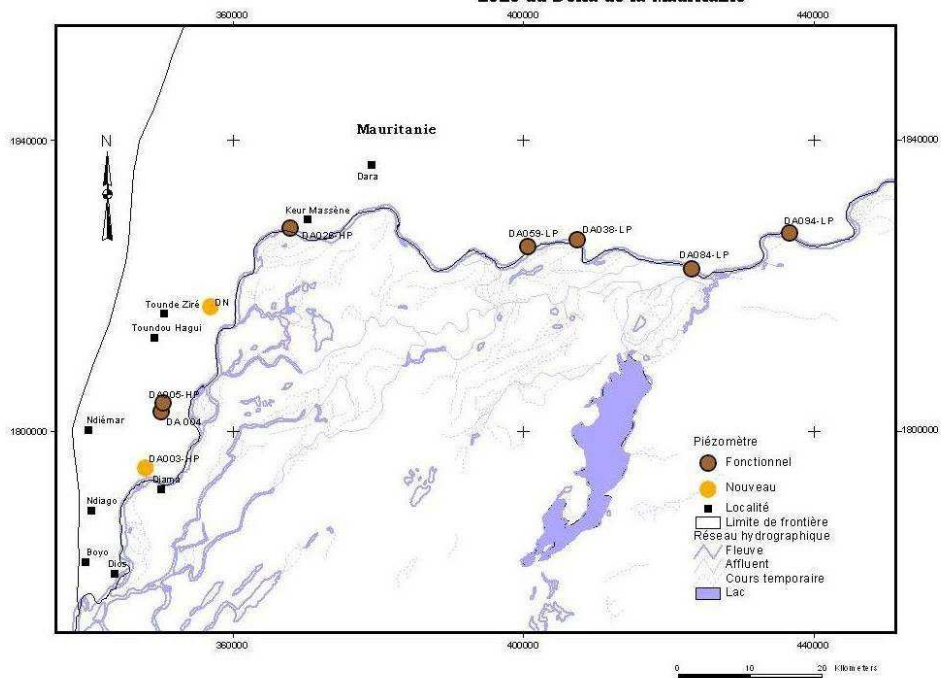 Zone du Delta de la Mauritanie
360000 400000 440000
1840000 1840000
Mauritanie
N
Dara
Keur Massène
DA026-HP
DA059-LP
DA038-LP
DA094-LP
DA084-LP
Tounde Ziré
DN
Toundou Hagui
DA005-HP
DA004
Ndiémar
1800000 1800000
DA003-HP
Diama
Ndiago
Boyo
Dios
Piézomètre
Fonctionnel
Nouveau
Localité
Limite de frontière
Réseau hydrographique
Fleuve
Affluent
Cours temporaire
Lac
360000 400000 440000
0 10 20 Kilometers